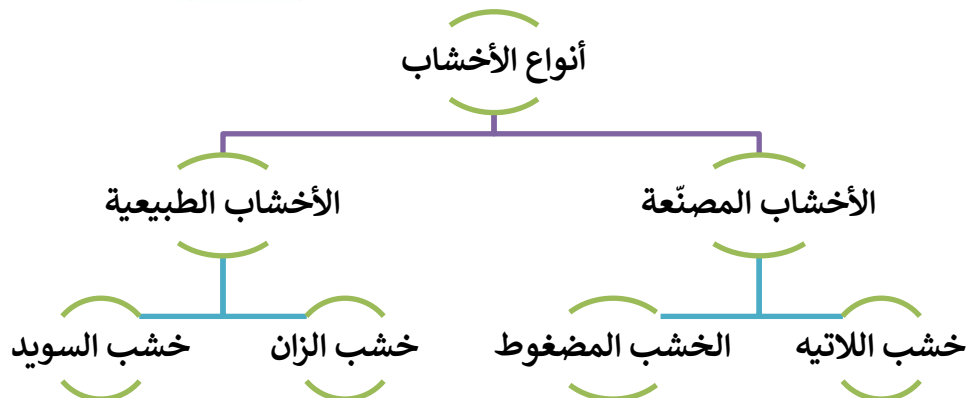 أنواع الأخشاب
الأخشاب المصنّعة
الأخشاب الطبيعية
خشب اللاتيه
الخشب المضغوط
خشب الزان
خشب السويد